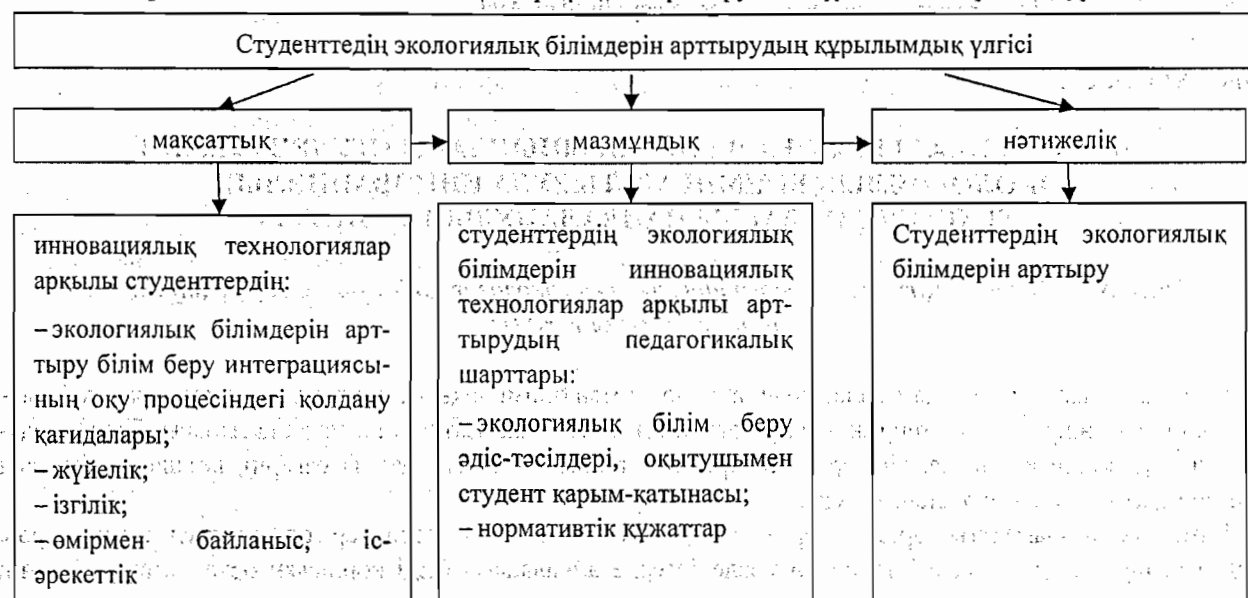 Студенттедің экологиялық білімдерін арттырудың құрылымдық үлгісі
мақсаттық
мазмұндық
нәтижелік
инновациялық технологиялар
арқылы студенттердің:
– экологиялық білімдерін арт-
тыру білім беру интеграциясы-
ның оқу процесіндегі қолдану
қағидалары;
– жүйелік;
– ізгілік;
– өмірмен байланыс, іс-
әрекеттік
студенттердің экологиялық
білімдерін инновациялық
технологиялар арқылы арт-
тырудың педагогикалық
шарттары:
– экологиялық білім беру
әдіс-тәсілдері, оқытушымен
студент қарым-қатынасы;
– нормативтік құжаттар
Студенттердің экологиялық
білімдерін арттыру